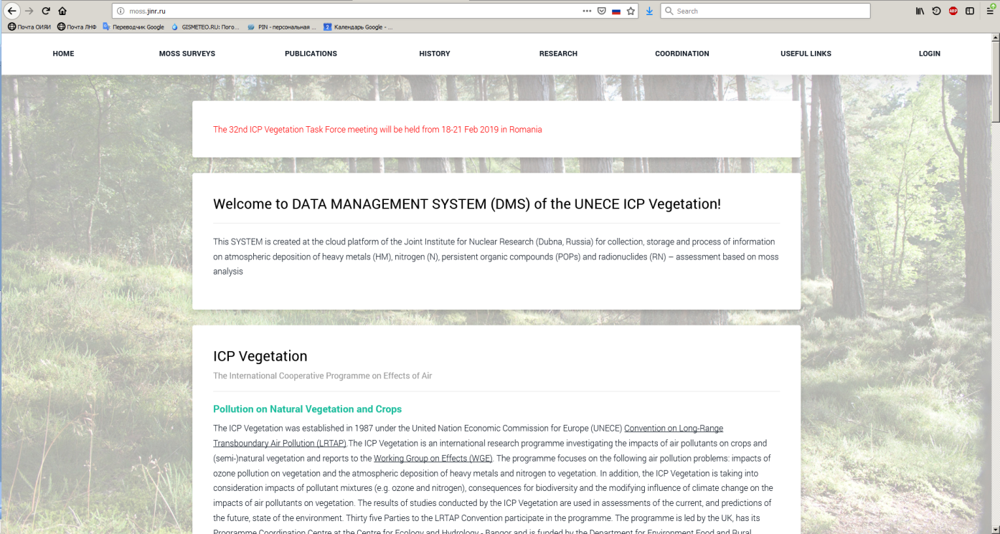 moss.jinr.ru
Search
Почта ОИЯИ Почта ЛНФ Переводчик Google GISMETEO.RU: Пого... PIN - персональная ... 2 Календарь Google - ...
HOME MOSS SURVEYS PUBLICATIONS HISTORY RESEARCH COORDINATION USEFUL LINKS LOGIN
The 32nd ICP Vegetation Task Force meeting will be held from 18-21 Feb 2019 in Romania
Welcome to DATA MANAGEMENT SYSTEM (DMS) of the UNECE ICP Vegetation!
This SYSTEM is created at the cloud platform of the Joint Institute for Nuclear Research (Dubna, Russia) for collection, storage and process of information
on atmospheric deposition of heavy metals (HM), nitrogen (N), persistent organic compounds (POPs) and radionuclides (RN) – assessment based on moss
analysis
ICP Vegetation
The International Cooperative Programme on Effects of Air
Pollution on Natural Vegetation and Crops
The ICP Vegetation was established in 1987 under the United Nation Economic Commission for Europe (UNECE) Convention on Long-Range
Transboundary Air Pollution (LRTAP).The ICP Vegetation is an international research programme investigating the impacts of air pollutants on crops and
(semi-)natural vegetation and reports to the Working Group on Effects (WGE). The programme focuses on the following air pollution problems: impacts of
ozone pollution on vegetation and the atmospheric deposition of heavy metals and nitrogen to vegetation. In addition, the ICP Vegetation is taking into
consideration impacts of pollutant mixtures (e.g. ozone and nitrogen), consequences for biodiversity and the modifying influence of climate change on the
impacts of air pollutants on vegetation. The results of studies conducted by the ICP Vegetation are used in assessments of the current, and predictions of
the future, state of the environment. Thirty five Parties to the LRTAP Convention participate in the programme. The programme is led by the UK, has its
Programme Coordination Centre at the Centre for Ecology and Hydrology - Bangor and is funded by the Department for Environment Food and Rural